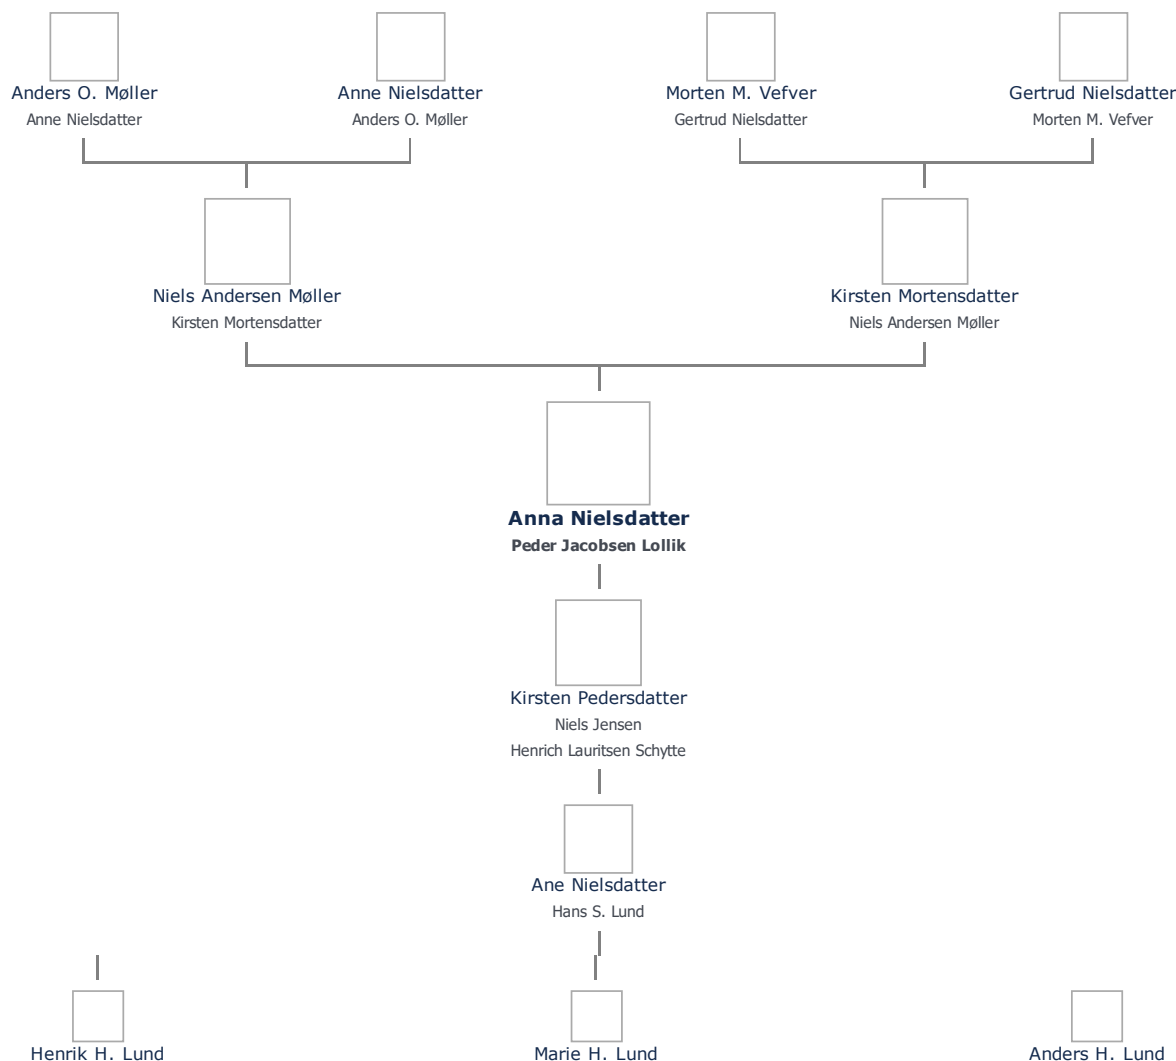 Anders O. Møller
Anne Nielsdatter
Anne Nielsdatter
Anders O. Møller
Morten M. Vefver
Gertrud Nielsdatter
Gertrud Nielsdatter
Morten M. Vefver
Niels Andersen Møller
Kirsten Mortensdatter
Kirsten Mortensdatter
Niels Andersen Møller
Anna Nielsdatter
Peder Jacobsen Lollik
Kirsten Pedersdatter
Niels Jensen
Henrich Lauritsen Schytte
Ane Nielsdatter
Hans S. Lund
Henrik H. Lund
Marie H. Lund
Anders H. Lund